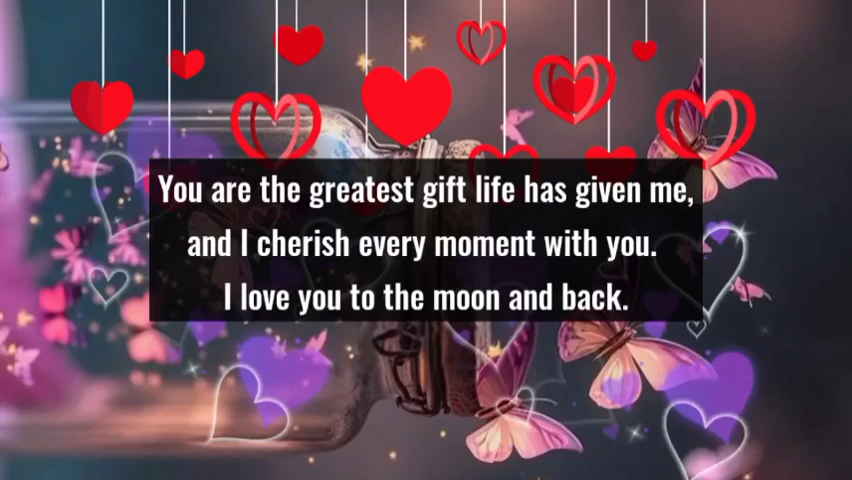 You are the greatest gift life has given me,
and I cherish every moment with you.
I love you to the moon and back.